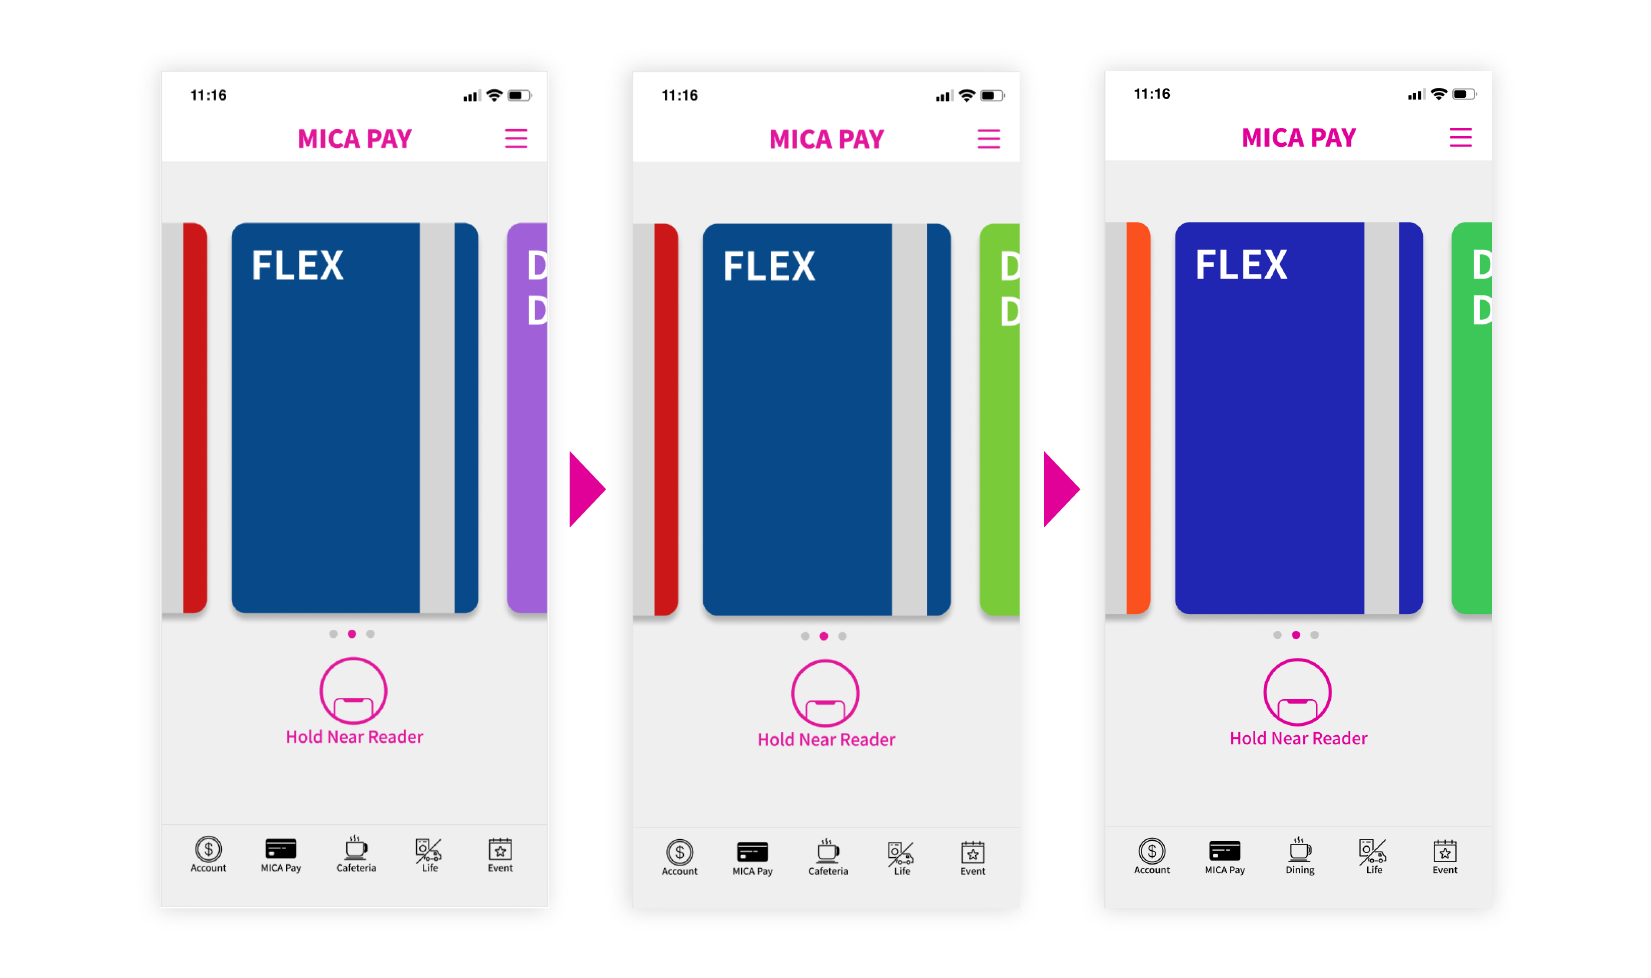 11:16
MICA PAY
FLEX
D
D
Hold Near Reader
$
Account
MICA Pay
Cafeteria
Life
Event
11:16
MICA PAY
FLEX
D
D
Hold Near Reader
$
Account
MICA Pay
Cafeteria
Life
Event
11:16
MICA PAY
FLEX
D
D
Hold Near Reader
$
Account
MICA Pay
Dining
Life
Event